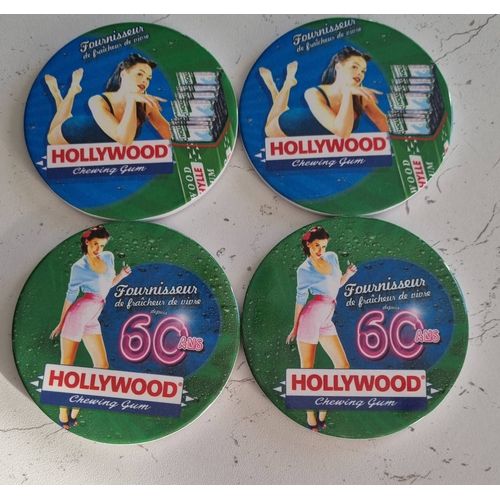 Fournisseur
de fraîcheur de vivre
HOLLYWOOD
Chewing Gum
Fournisseur
de fraîcheur de vivre
HOLLYWOOD
Chewing Gum
Fournisseur
de fraîcheur de vivre
depuis
60 ANS
HOLLYWOOD®
Chewing Gum
Fournisseur
de fraîcheur de vivre
depuis
60 ANS
HOLLYWOOD®
Chewing Gum